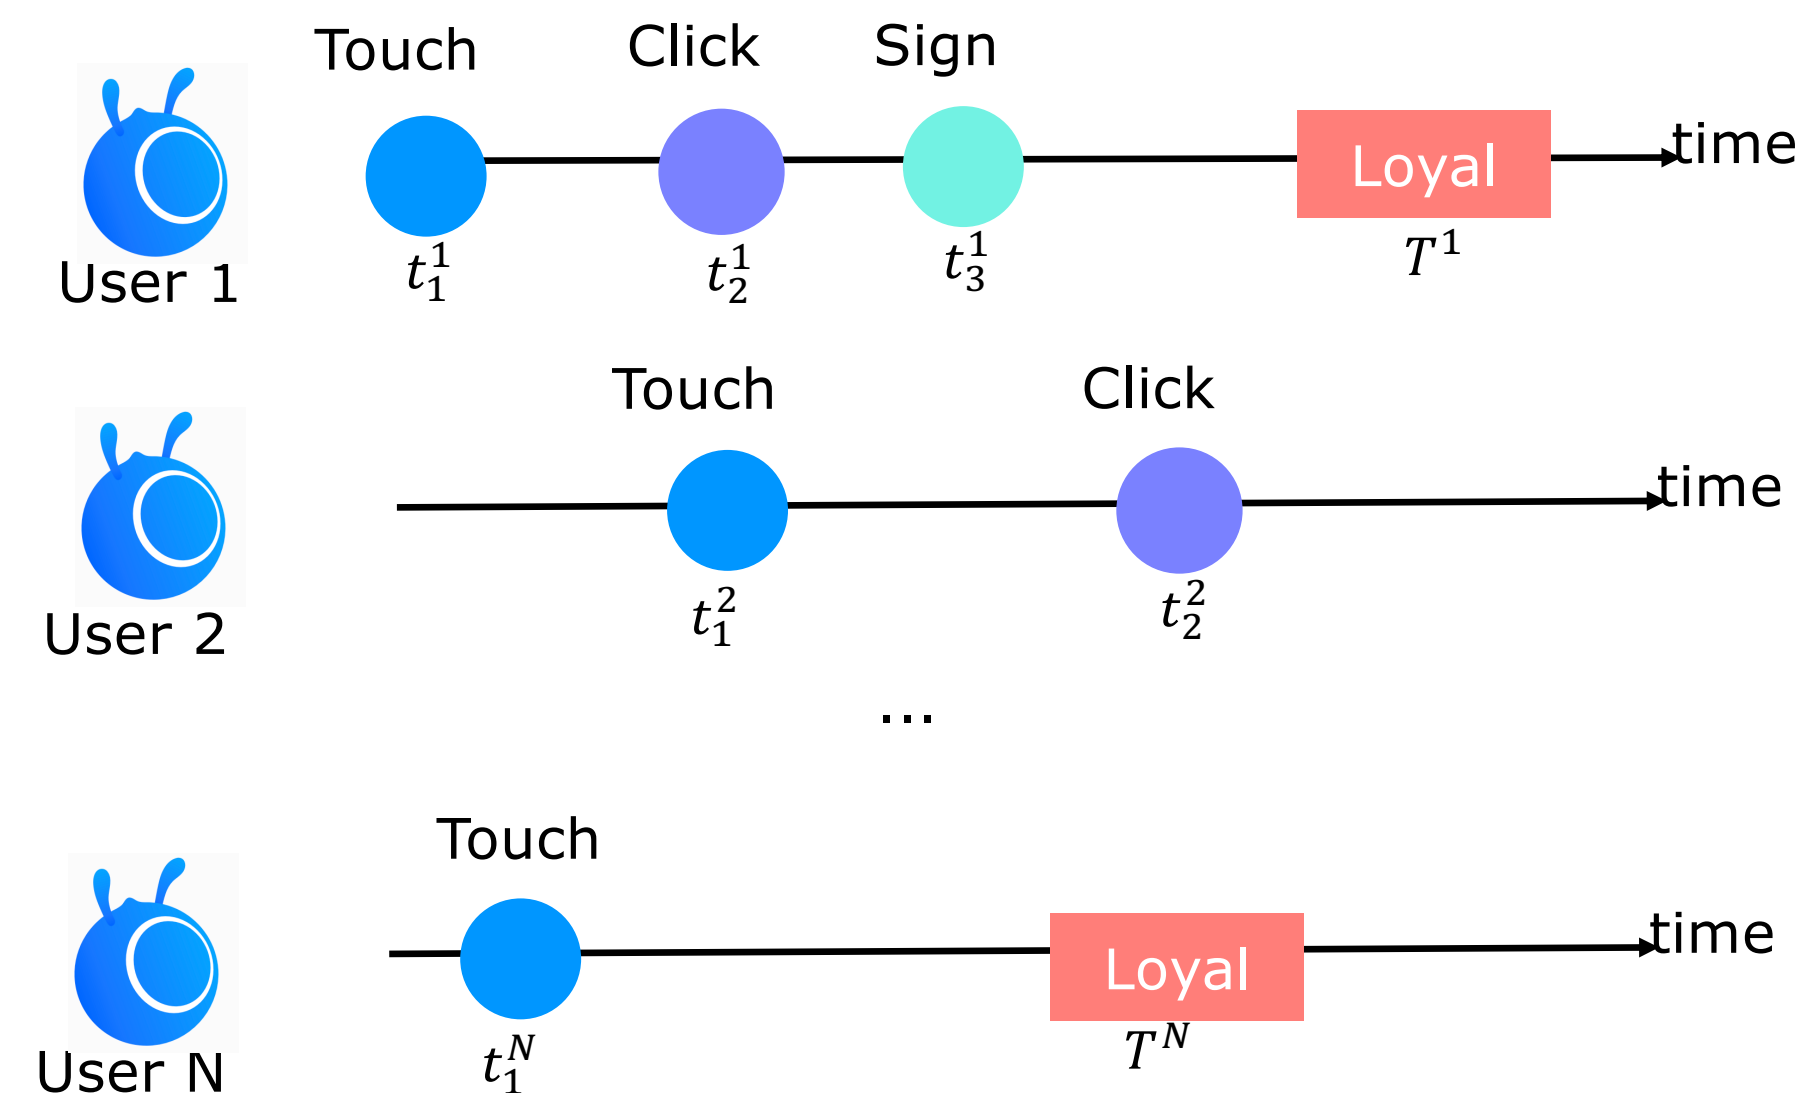 Touch Click Sign
Loyal
time
User 1
t_1^1 t_2^1 t_3^1 T^1
Touch Click
time
User 2
t_1^2 t_2^2
...
Touch
Loyal
time
User N
t_1^N T^N